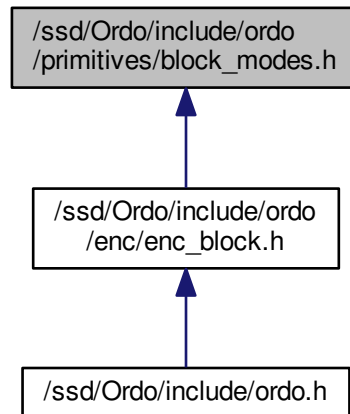 /ssd/Ordo/include/ordo
/primitives/block_modes.h
/ssd/Ordo/include/ordo
/enc/enc_block.h
/ssd/Ordo/include/ordo.h